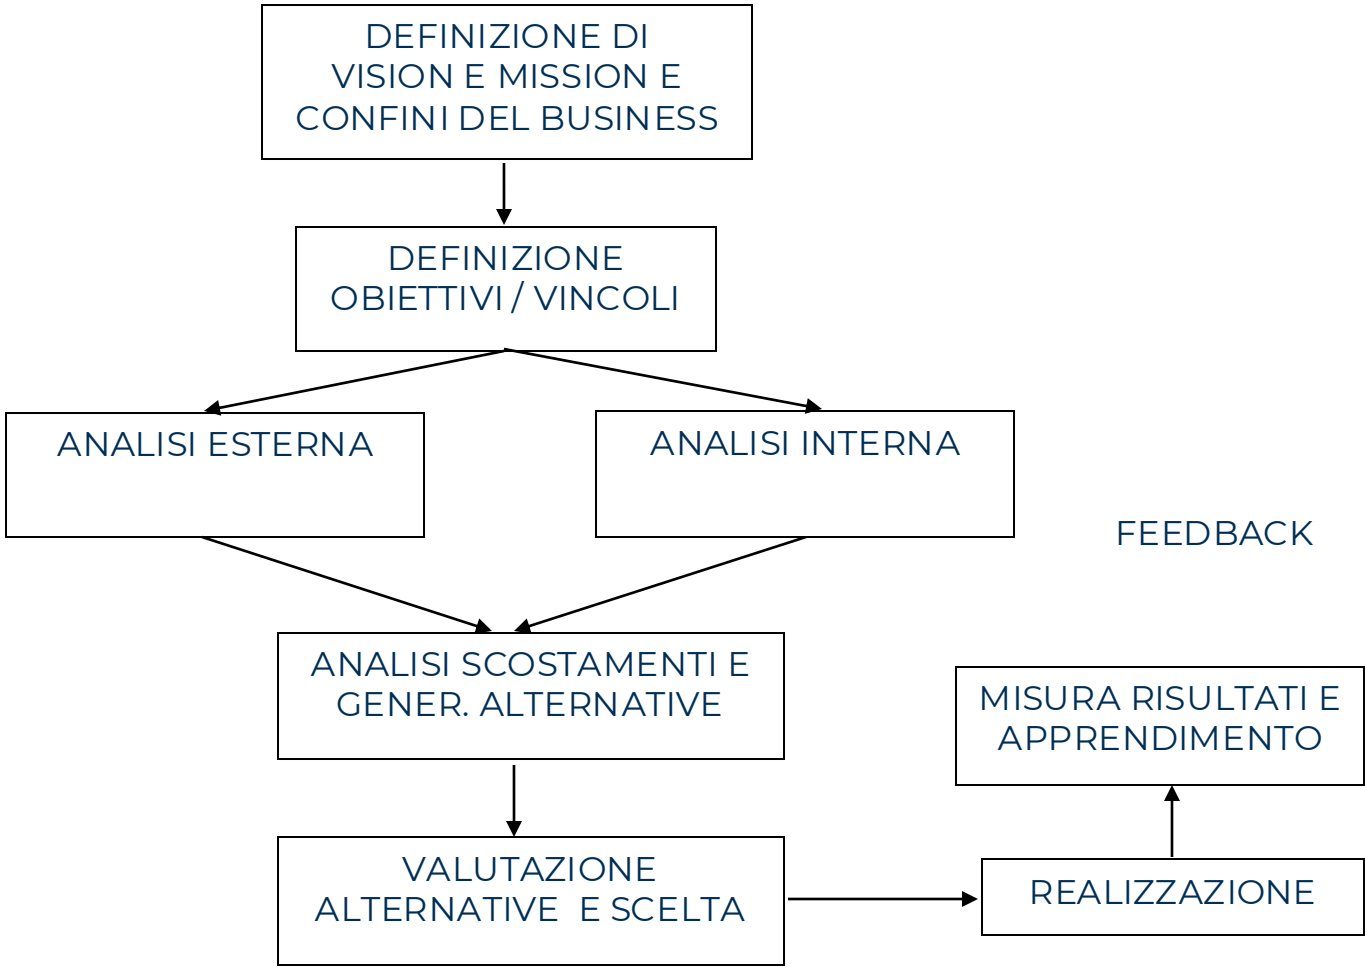 DEFINIZIONE DI
VISION E MISSION E
CONFINI DEL BUSINESS
DEFINIZIONE
OBIETTIVI / VINCOLI
ANALISI ESTERNA
ANALISI INTERNA
FEEDBACK
ANALISI SCOSTAMENTI E
GENER. ALTERNATIVE
MISURA RISULTATI E
APPRENDIMENTO
VALUTAZIONE
ALTERNATIVE  E SCELTA
REALIZZAZIONE